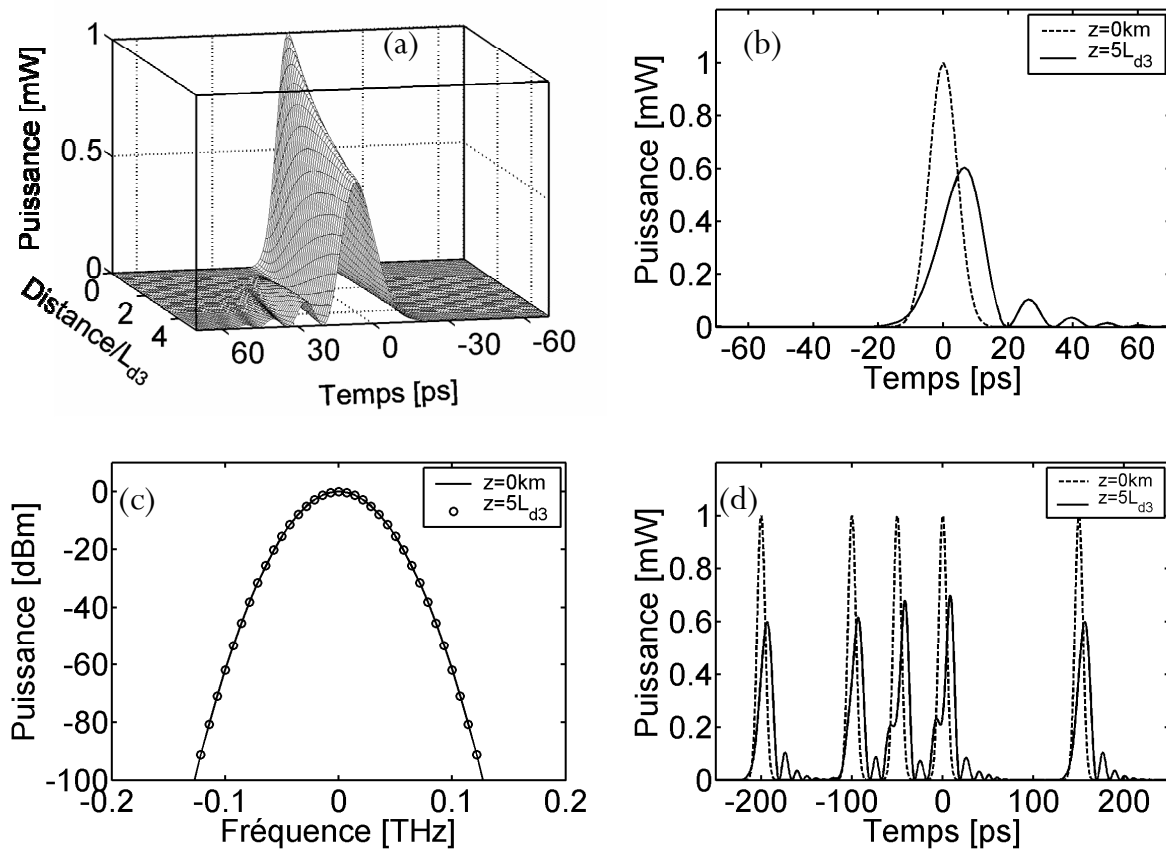 (a)
Puissance [mW]
1
0.5
0
0
2
4
Distance/Ld3
60
30
0
-30
-60
Temps [ps]
(b)
z=0km
z=5Ld3
Puissance [mW]
1
0.8
0.6
0.4
0.2
0
-60 -40 -20 0 20 40 60
Temps [ps]
(c)
z=0km
z=5Ld3
Puissance [dBm]
0
-20
-40
-60
-80
-100
-0.2 -0.1 0 0.1 0.2
Fréquence [THz]
(d)
z=0km
z=5Ld3
Puissance [mW]
1
0.8
0.6
0.4
0.2
0
-200 -100 0 100 200
Temps [ps]